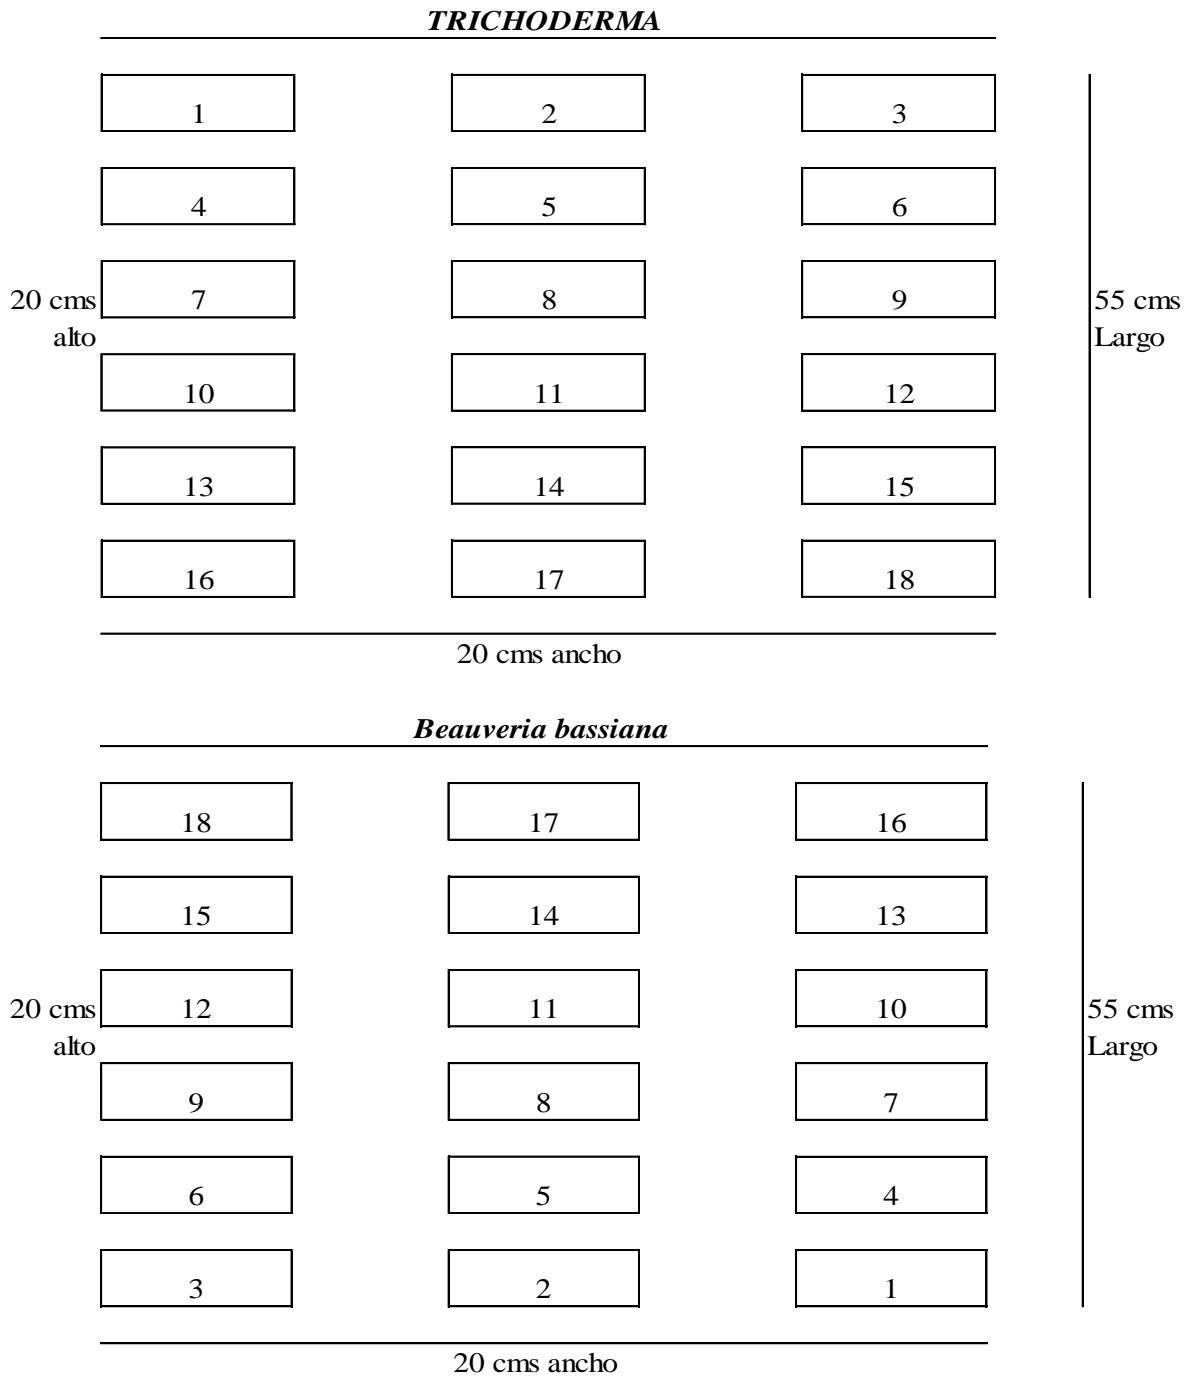 TRICHODERMA
1 2 3
4 5 6
20 cms alto
7 8 9
55 cms Largo
10 11 12
13 14 15
16 17 18
20 cms ancho
Beauveria bassiana
18 17 16
15 14 13
20 cms alto
12 11 10
55 cms Largo
9 8 7
6 5 4
3 2 1
20 cms ancho